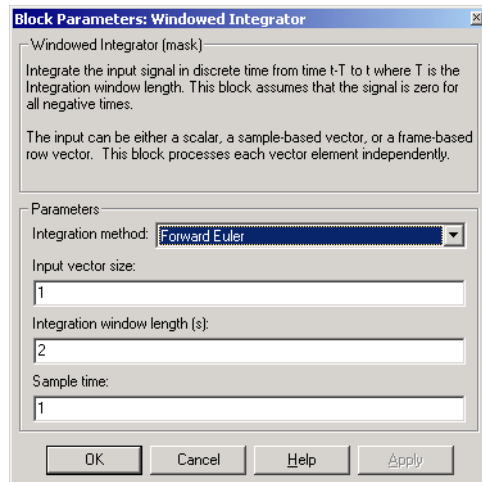 Block Parameters: Windowed Integrator
Windowed Integrator (mask)
Integrate the input signal in discrete time from time t-T to t where T is the
Integration window length. This block assumes that the signal is zero for
all negative times.
The input can be either a scalar, a sample-based vector, or a frame-based
row vector. This block processes each vector element independently.
Parameters
Integration method: Forward Euler
Input vector size:
1
Integration window length (s):
2
Sample time:
1
OK Cancel Help Apply